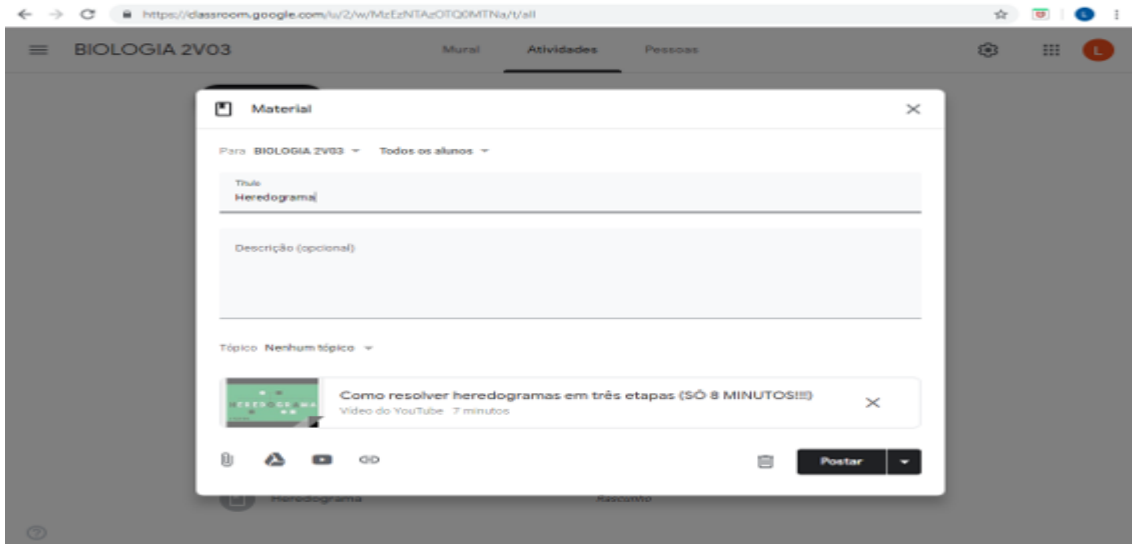 https://classroom.google.com/u/2/w/MzEzNTAzOTQ0MTNa/t/all
L
BIOLOGIA 2V03
Mural Atividades Pessoas
L
Material
Para BIOLOGIA 2V03 Todos os alunos
Título
Heredograma
Descrição (opcional)
Tópico Nenhum tópico
HEREDOGRAMA
Como resolver heredogramas em três etapas (SÓ 8 MINUTOS!!!)
Vídeo do YouTube 7 minutos
Postar
Heredograma Rascunho